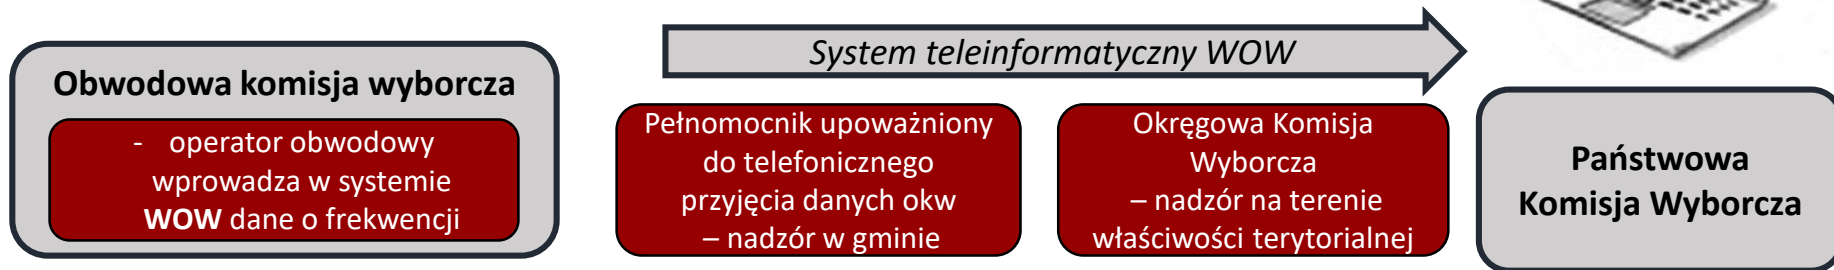 Obwodowa komisja wyborcza
- operator obwodowy
wprowadza w systemie
WOW dane o frekwencji
System teleinformatyczny WOW
Pełnomocnik upoważniony
do telefonicznego
przyjęcia danych okw
– nadzór w gminie
Okręgowa Komisja
Wyborcza
– nadzór na terenie
właściwości terytorialnej
Państwowa
Komisja Wyborcza